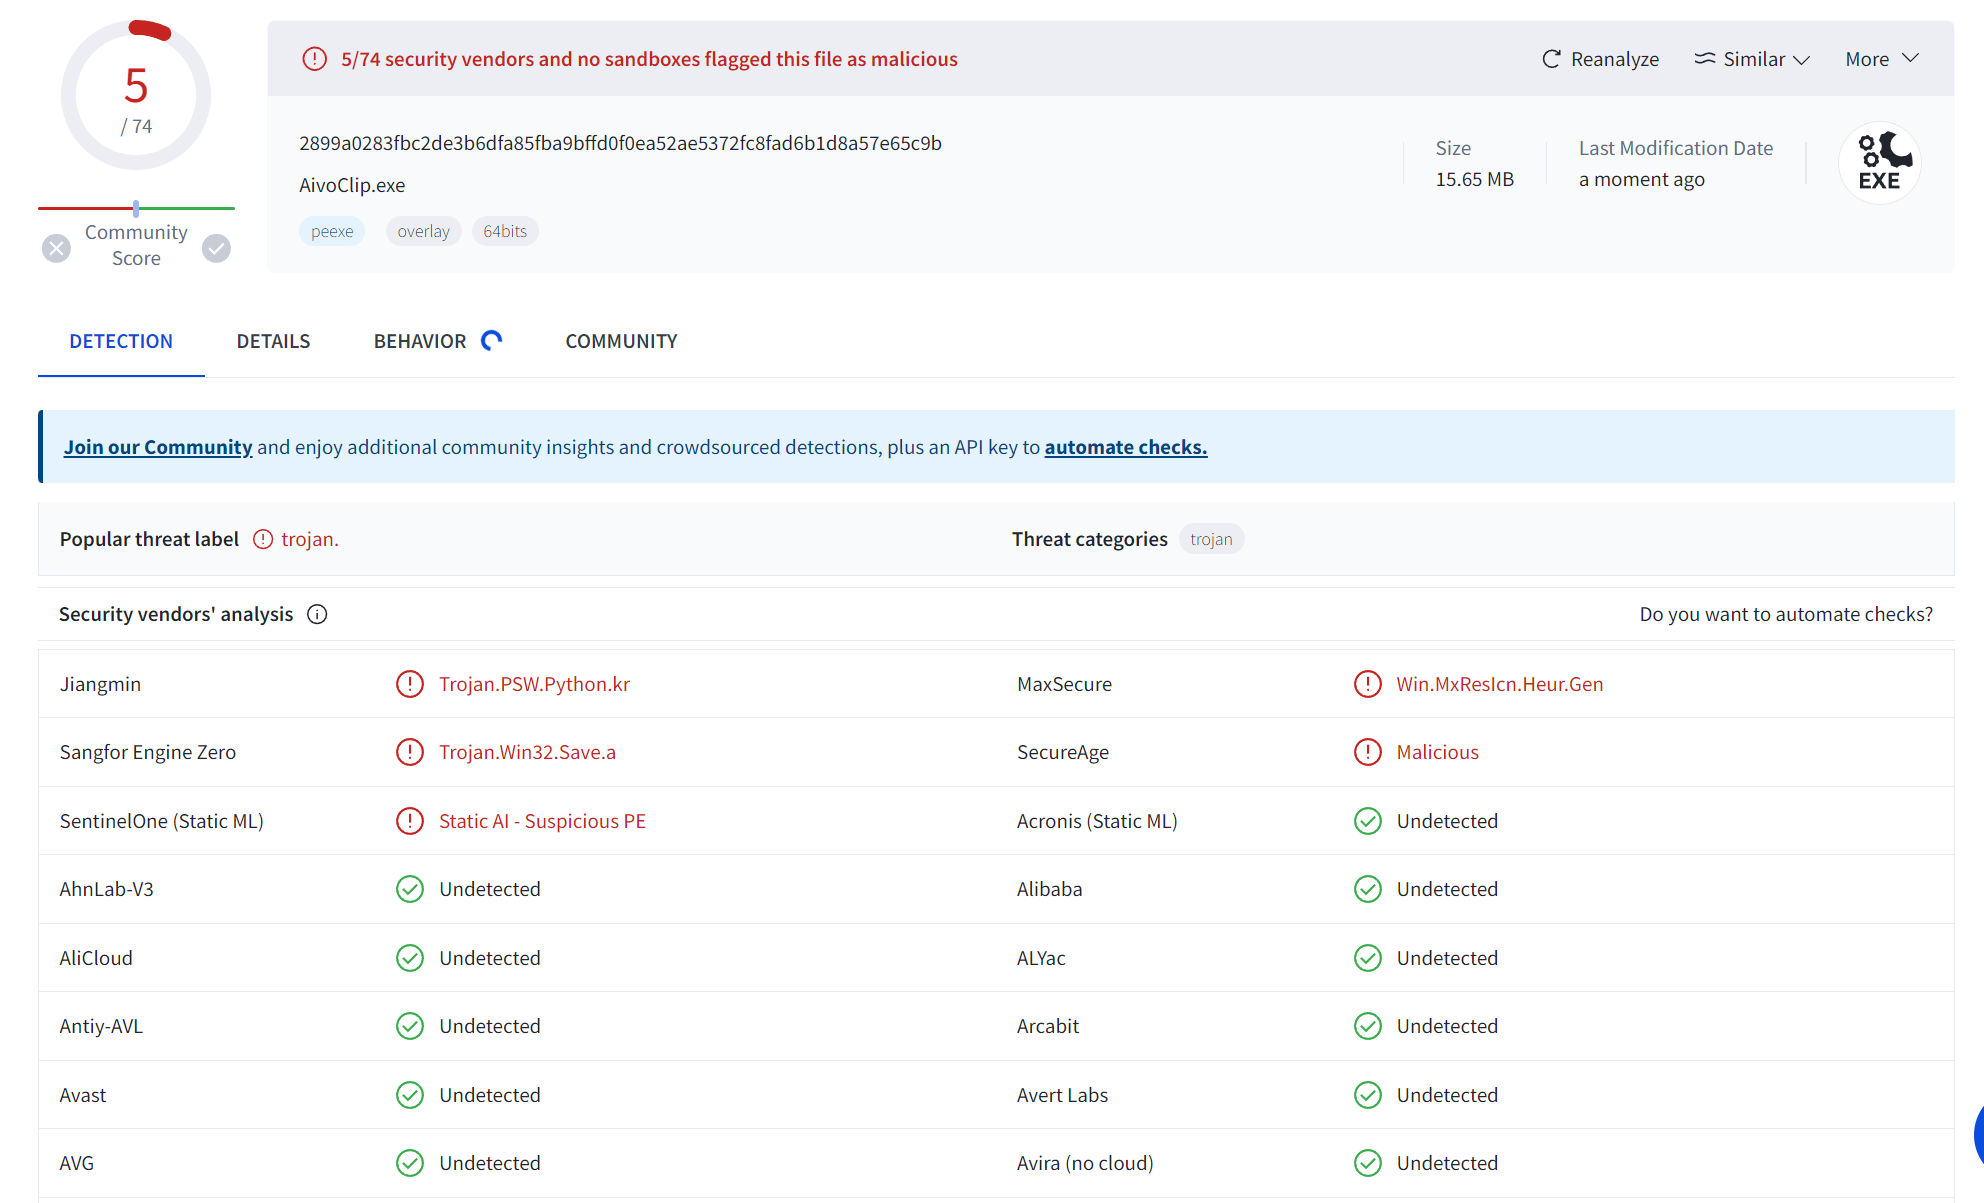 5
/ 74
Community
Score
5/74 security vendors and no sandboxes flagged this file as malicious
Reanalyze
Similar
More
2899a0283fbc2de3b6dfa85fba9bffd0f0ea52ae5372fc8fad6b1d8a57e65c9b
AivoClip.exe
peexe overlay 64bits
Size
15.65 MB
Last Modification Date
a moment ago
EXE
DETECTION DETAILS BEHAVIOR COMMUNITY
Join our Community and enjoy additional community insights and crowdsourced detections, plus an API key to automate checks.
Popular threat label trojan. Threat categories trojan
Security vendors' analysis Do you want to automate checks?
Jiangmin Trojan.PSW.Python.kr MaxSecure Win.MxResIcn.Heur.Gen
Sangfor Engine Zero Trojan.Win32.Save.a SecureAge Malicious
SentinelOne (Static ML) Static AI - Suspicious PE Acronis (Static ML) Undetected
AhnLab-V3 Undetected Alibaba Undetected
AliCloud Undetected ALYac Undetected
Antiy-AVL Undetected Arcabit Undetected
Avast Undetected Avert Labs Undetected
AVG Undetected Avira (no cloud) Undetected